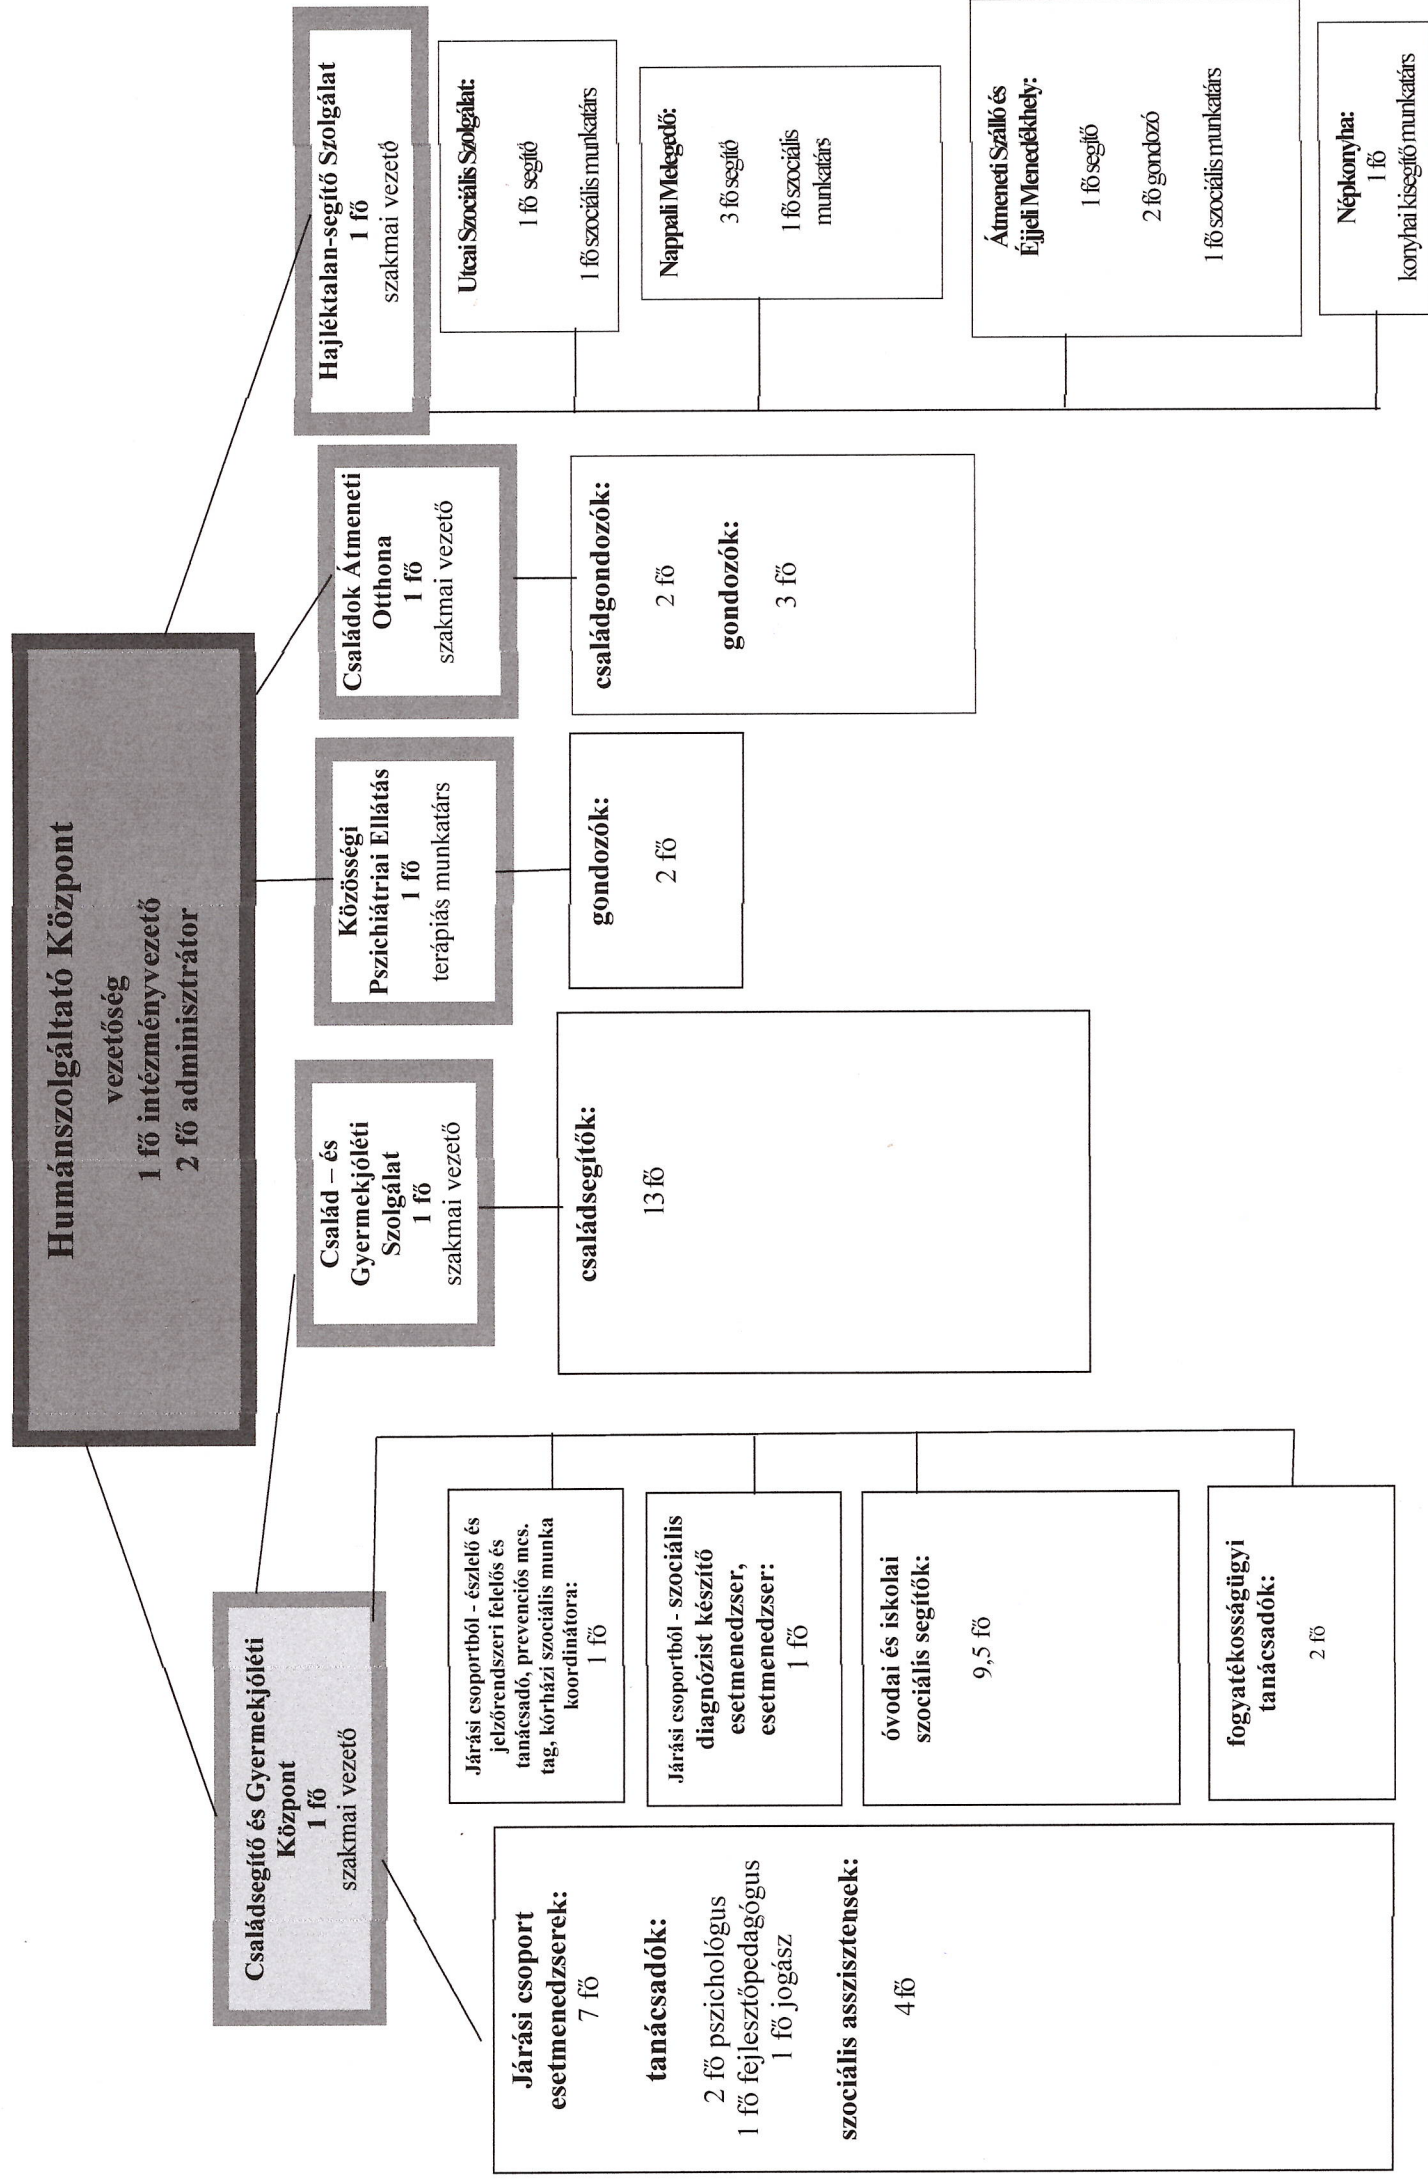 Humánszolgáltató Központ
vezetőség
1 fő intézményvezető
2 fő adminisztrátor
Családsegítő és Gyermekjóléti
Központ
1 fő
szakmai vezető
Család – és
Gyermekjóléti
Szolgálat
1 fő
szakmai vezető
Közösségi
Pszichiátriai Ellátás
1 fő
terápiás munkatárs
Családok Átmeneti
Otthona
1 fő
szakmai vezető
Hajléktalan-segítő Szolgálat
1 fő
szakmai vezető
Járási csoport
esetmenedzserek:
7 fő
tanácsadók:
2 fő pszichológus
1 fő fejlesztőpedagógus
1 fő jogász
szociális asszisztensek:
4 fő
Járási csoportból - észlelő és
jelzőrendszeri felelős és
tanácsadó, prevenciós mcs.
tag, kórházi szociális munka
koordinátora:
1 fő
Járási csoportból - szociális
diagnózist készítő
esetmenedzser,
esetmenedzser:
1 fő
óvodai és iskolai
szociális segítők:
9,5 fő
fogyatékosságügyi
tanácsadók:
2 fő
családsegítők:
13 fő
gondozók:
2 fő
családgondozók:
2 fő
gondozók:
3 fő
Utcai Szociális Szolgálat:
1 fő segítő
1 fő szociális munkatárs
Nappali Melegedő:
3 fő segítő
1 fő szociális
munkatárs
Átmeneti Szálló és
Éjjeli Menedékhely:
1 fő segítő
2 fő gondozó
1 fő szociális munkatárs
Népkonyha:
1 fő
konyhai kisegítő munkatárs